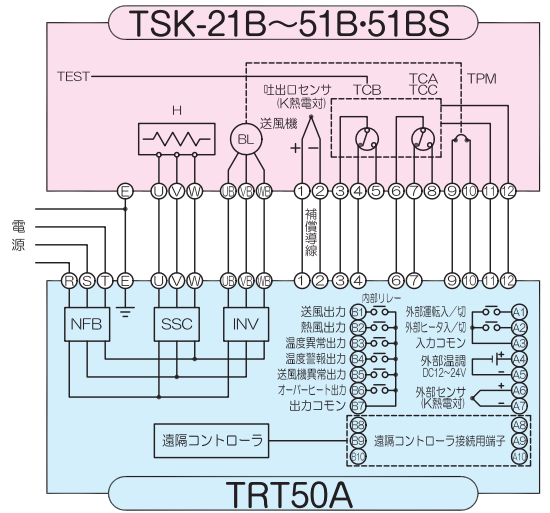 TSK-21B～51B･51BS
TEST
吐出口センサ
(K熱電対)
TCB
TCA
TCC
TPM
H
送風機
BL
＋ －
E U V W UB VB WB 1 2 3 4 5 6 7 8 9 10 11 12
電源
補償導線
R S T E U V W UB VB WB 1 2 3 4 6 7 9 10 11 12
NFB SSC INV
内部リレー
送風出力 B1
熱風出力 B2
温度異常出力 B3
温度警報出力 B4
送風機異常出力 B5
オーバーヒート出力 B6
出力コモン B7
B8
B9
B10
外部運転入／切 A1
外部ヒータ入／切 A2
入力コモン A3
外部温調 ＋ A4
DC12～24V － A5
外部センサ ＋ A6
(K熱電対) － A7
A8
A9
A10
遠隔コントローラ
遠隔コントローラ接続用端子
TRT50A